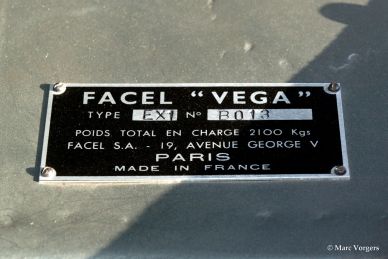 FACEL "VEGA"
TYPE EX1 Nº B013
POIDS TOTAL EN CHARGE 2100 Kgs
FACEL S.A. - 19, AVENUE GEORGE V
PARIS
MADE IN FRANCE
© Marc Vorgers